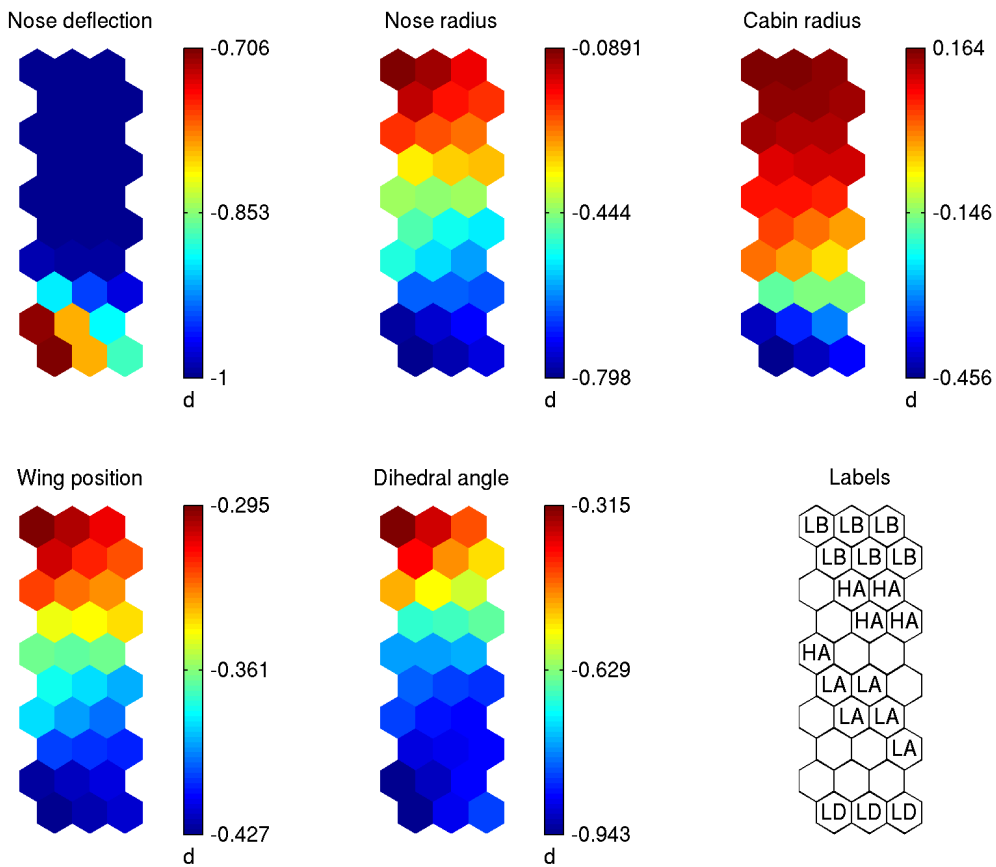 Nose deflection
-0.706
-0.853
-1
d
Nose radius
-0.0891
-0.444
-0.798
d
Cabin radius
0.164
-0.146
-0.456
d
Wing position
-0.295
-0.361
-0.427
d
Dihedral angle
-0.315
-0.629
-0.943
d
Labels
LB LB LB
LB LB LB
HA HA
HA HA
HA
LA LA
LA LA
LA
LD LD LD